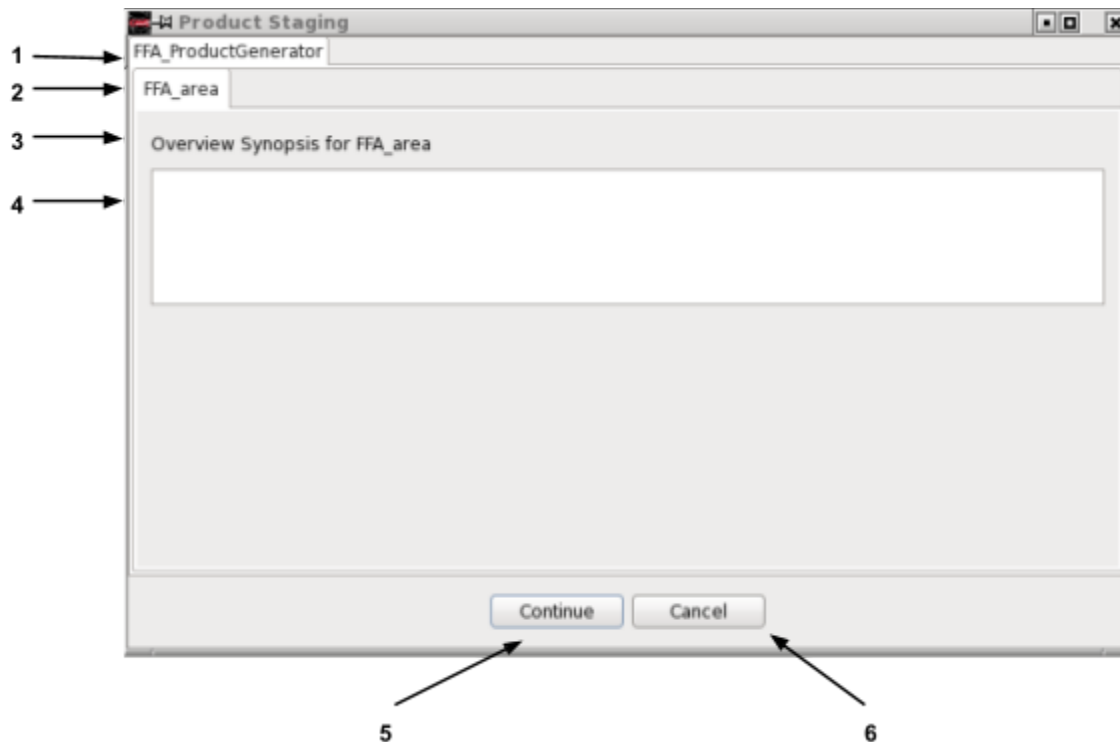 Product Staging
1 FFA_ProductGenerator
2 FFA_area
3 Overview Synopsis for FFA_area
4
Continue Cancel
5 6